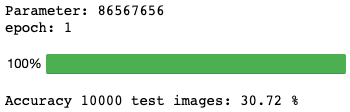 Parameter: 86567656
epoch: 1
100%
Accuracy 10000 test images: 30.72 %